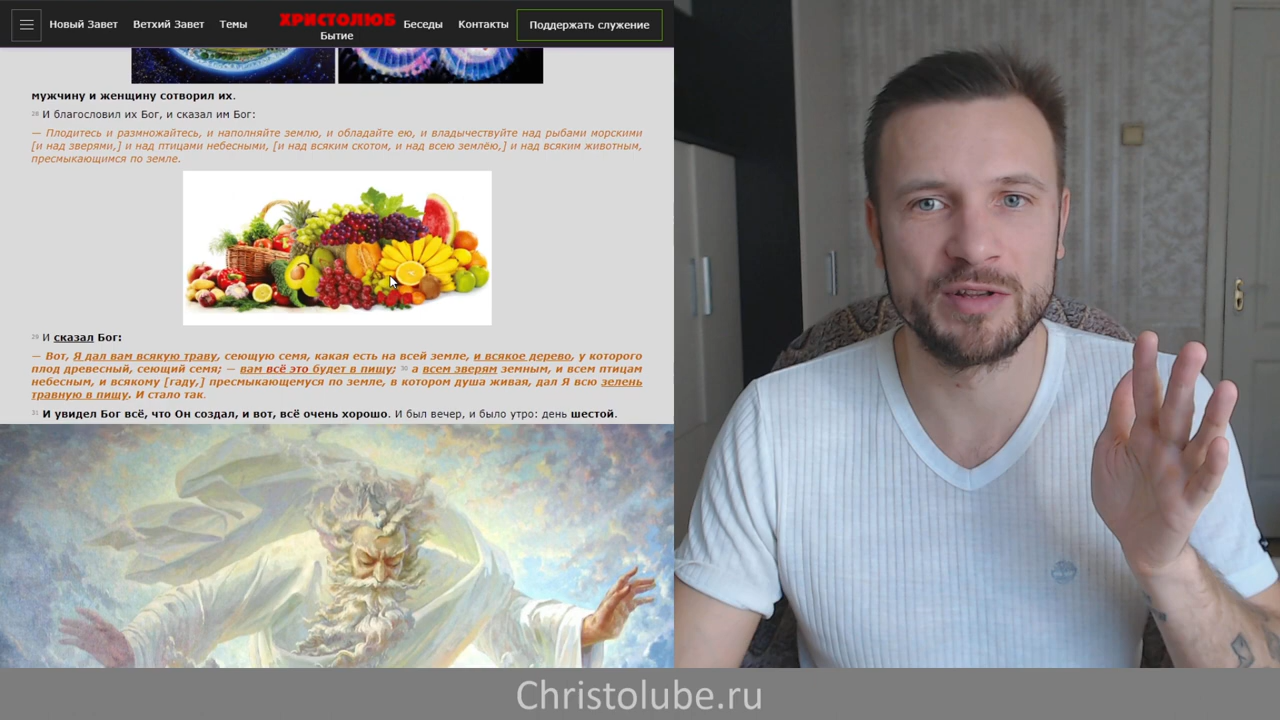 Новый Завет Ветхий Завет Темы ХРИСТОЛЮБ Беседы Контакты Поддержать служение
Бытие
мужчину и женщину сотворил их.
28 И благословил их Бог, и сказал им Бог:
— Плодитесь и размножайтесь, и наполняйте землю, и обладайте ею, и владычествуйте над рыбами морскими
[и над зверями,] и над птицами небесными, [и над всяким скотом, и над всею землёю,] и над всяким животным,
пресмыкающимся по земле.
29 И сказал Бог:
— Вот, Я дал вам всякую траву, сеющую семя, какая есть на всей земле, и всякое дерево, у которого
плод древесный, сеющий семя; — вам всё это будет в пищу; 30 а всем зверям земным, и всем птицам
небесным, и всякому [гаду,] пресмыкающемуся по земле, в котором душа живая, дал Я всю зелень
травную в пищу. И стало так.
31 И увидел Бог всё, что Он создал, и вот, всё очень хорошо. И был вечер, и было утро: день шестой.
Christolube.ru